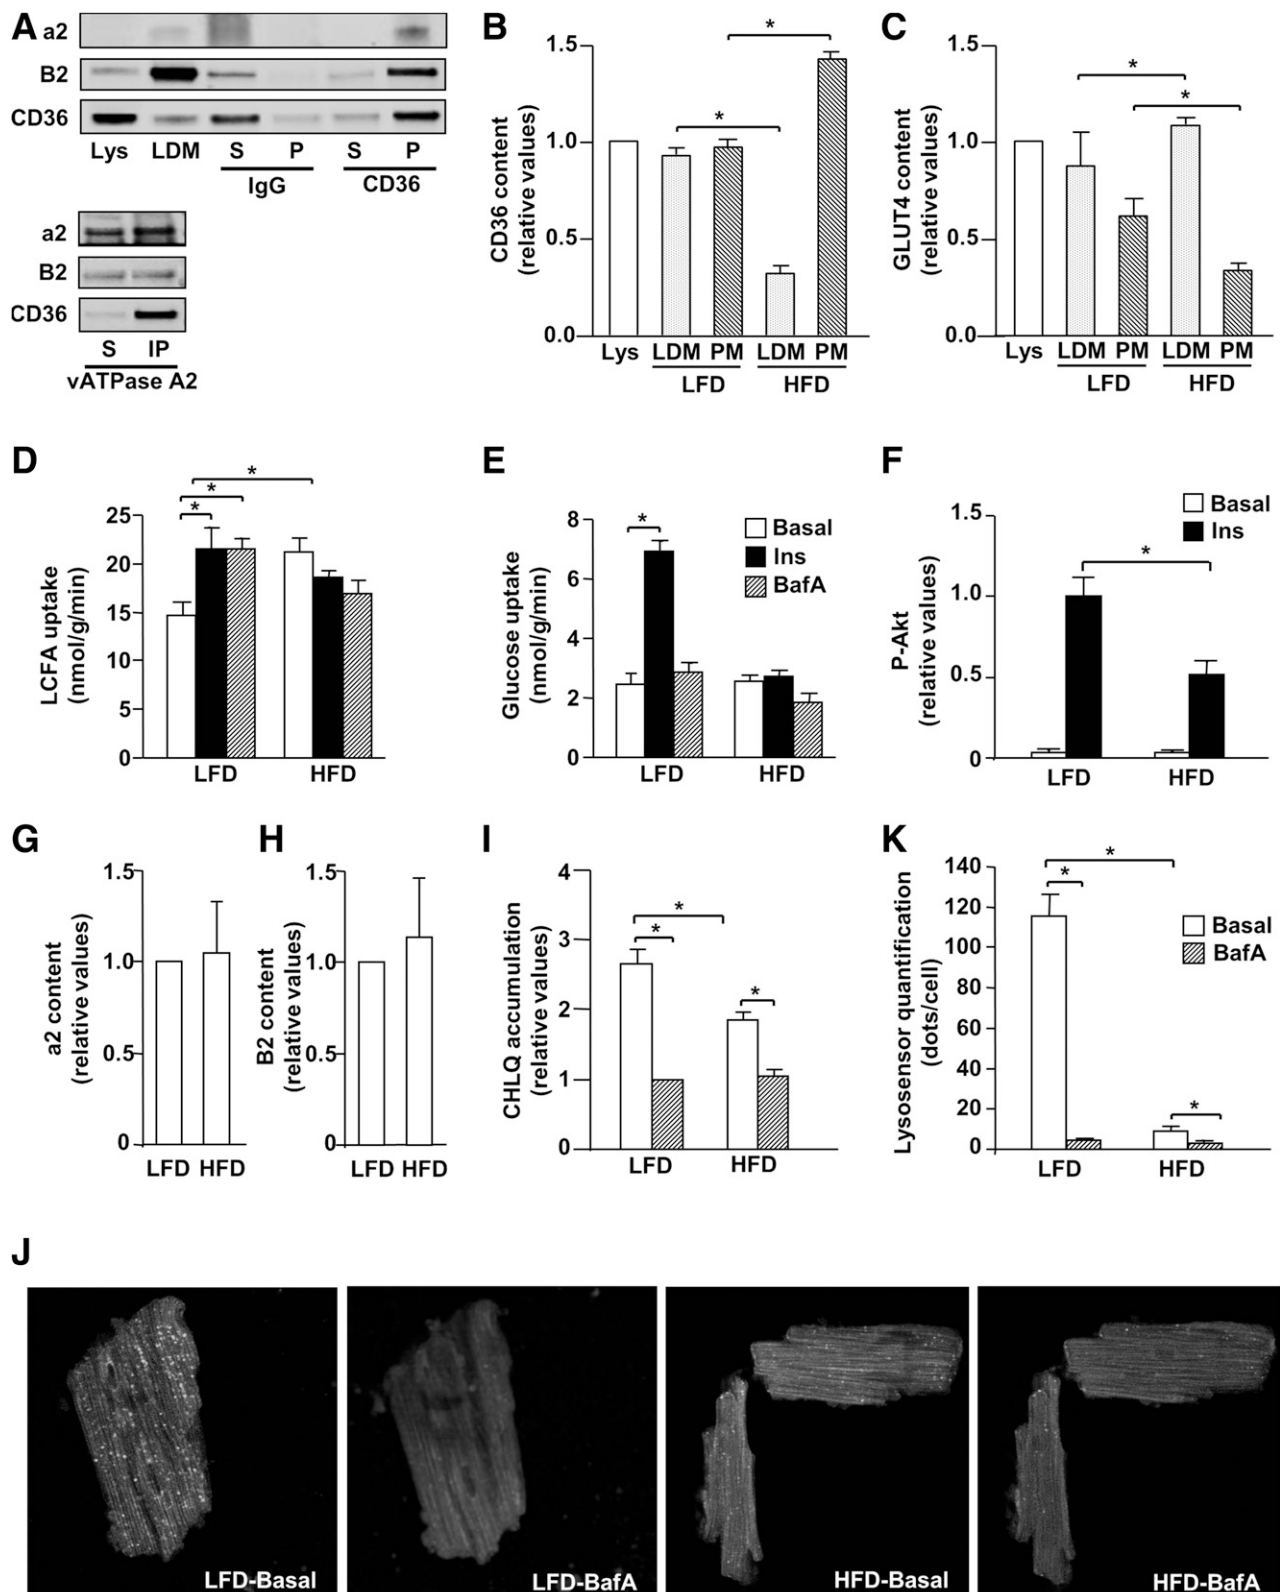 A
a2
B2
CD36
Lys LDM S P S P
IgG CD36
a2
B2
CD36
S IP
vATPase A2
B
CD36 content
(relative values)
1.5
1.0
0.5
0.0
*
*
Lys LDM PM LDM PM
LFD HFD
C
GLUT4 content
(relative values)
1.5
1.0
0.5
0.0
*
*
Lys LDM PM LDM PM
LFD HFD
D
LCFA uptake
(nmol/g/min)
25
20
15
10
5
0
*
*
*
LFD HFD
E
Glucose uptake
(nmol/g/min)
8
6
4
2
0
*
Basal
Ins
BafA
LFD HFD
F
P-Akt
(relative values)
1.5
1.0
0.5
0
*
Basal
Ins
LFD HFD
G
a2 content
(relative values)
1.5
1.0
0.5
0
LFD HFD
H
B2 content
(relative values)
1.5
1.0
0.5
0
LFD HFD
I
CHLQ accumulation
(relative values)
4
3
2
1
0
*
*
*
LFD HFD
K
Lysosensor quantification
(dots/cell)
140
120
100
80
60
40
20
0
*
*
*
Basal
BafA
LFD HFD
J
LFD-Basal
LFD-BafA
HFD-Basal
HFD-BafA